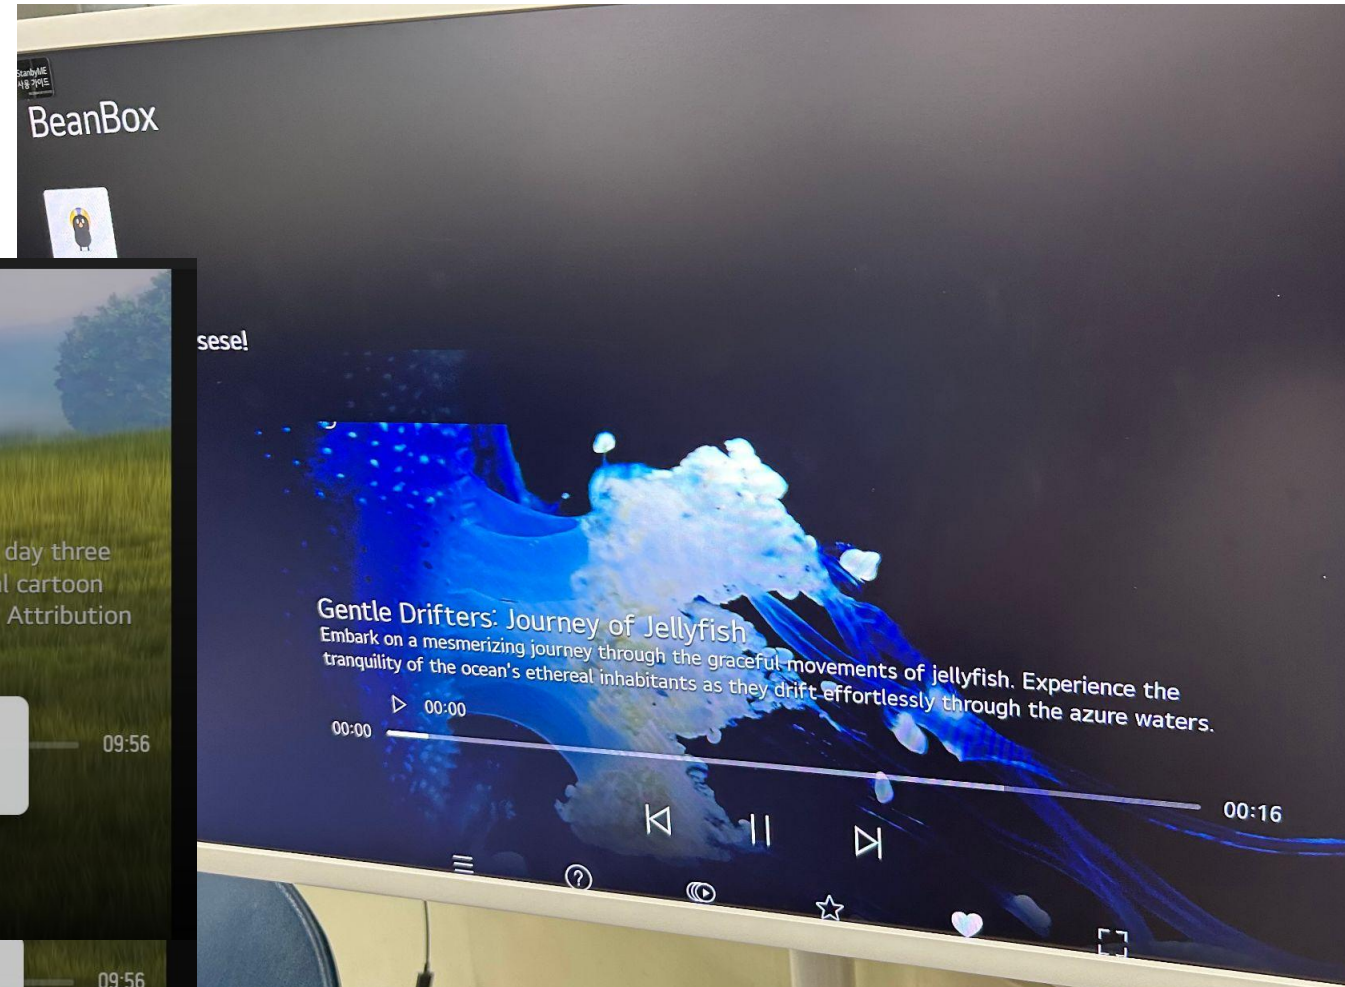 StanbyME
사용 가이드
BeanBox
sese!
day three
al cartoon
Attribution
09:56
Gentle Drifters: Journey of Jellyfish
Embark on a mesmerizing journey through the graceful movements of jellyfish. Experience the
tranquility of the ocean's ethereal inhabitants as they drift effortlessly through the azure waters.
00:00
00:00
00:16
09:56